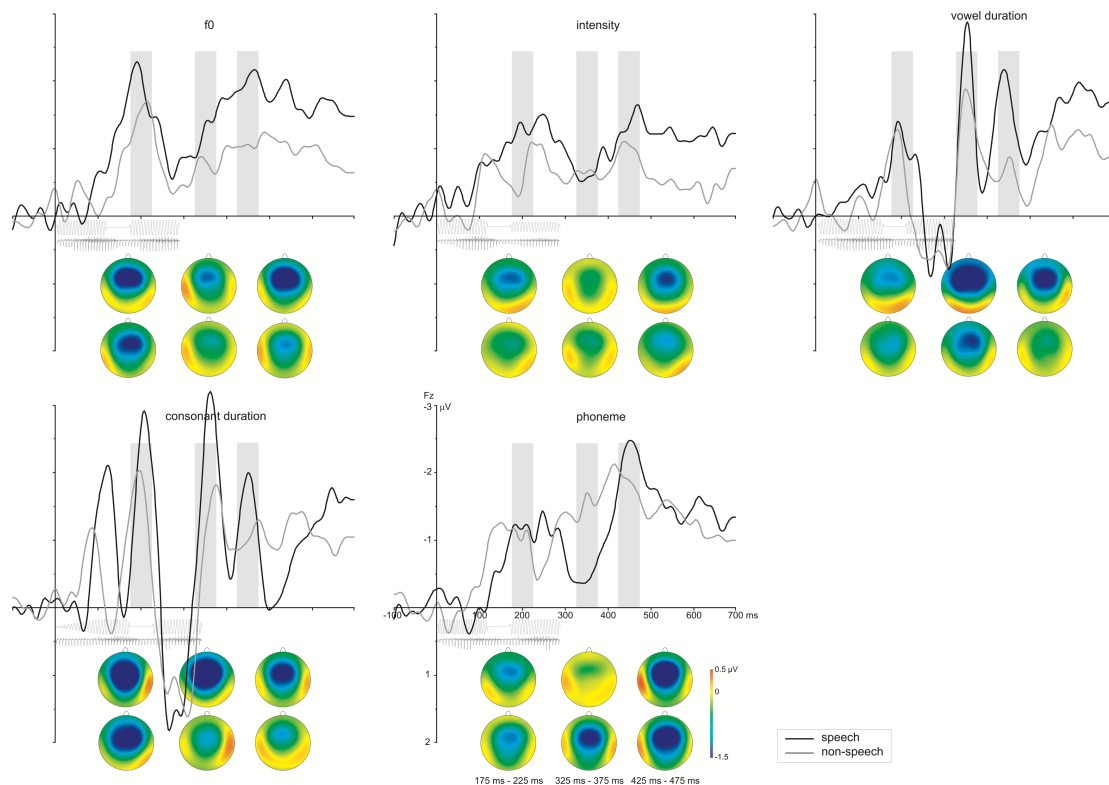 f0
intensity
vowel duration
consonant duration
Fz
-3
μV
phoneme
-2
-1
-100
100
200
300
400
500
600
700 ms
1
2
0.5 μV
0
-1.5
175 ms - 225 ms
325 ms - 375 ms
425 ms - 475 ms
speech
non-speech